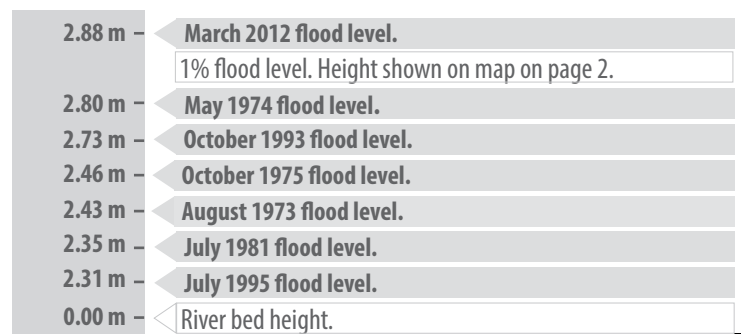 2.88 m – March 2012 flood level.
1% flood level. Height shown on map on page 2.
2.80 m – May 1974 flood level.
2.73 m – October 1993 flood level.
2.46 m – October 1975 flood level.
2.43 m – August 1973 flood level.
2.35 m – July 1981 flood level.
2.31 m – July 1995 flood level.
0.00 m – River bed height.